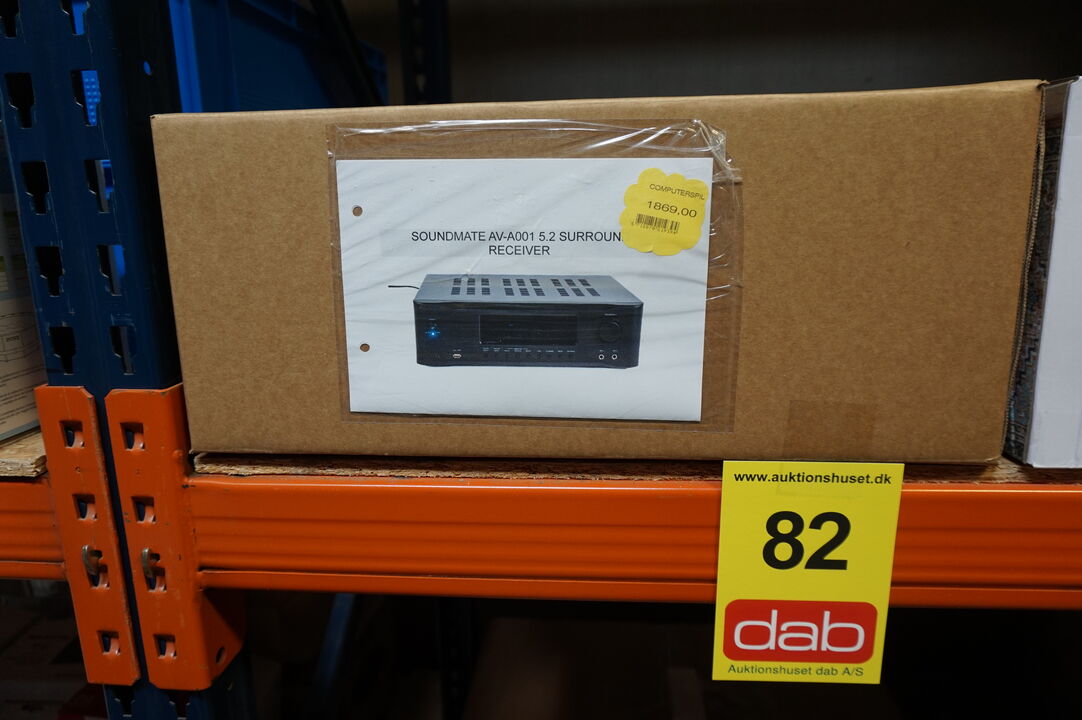 COMPUTERSPIL
1869,00
SOUNDMATE AV-A001 5.2 SURROUN
RECEIVER
www.auktionshuset.dk
82
dab
Auktionshuset dab A/S